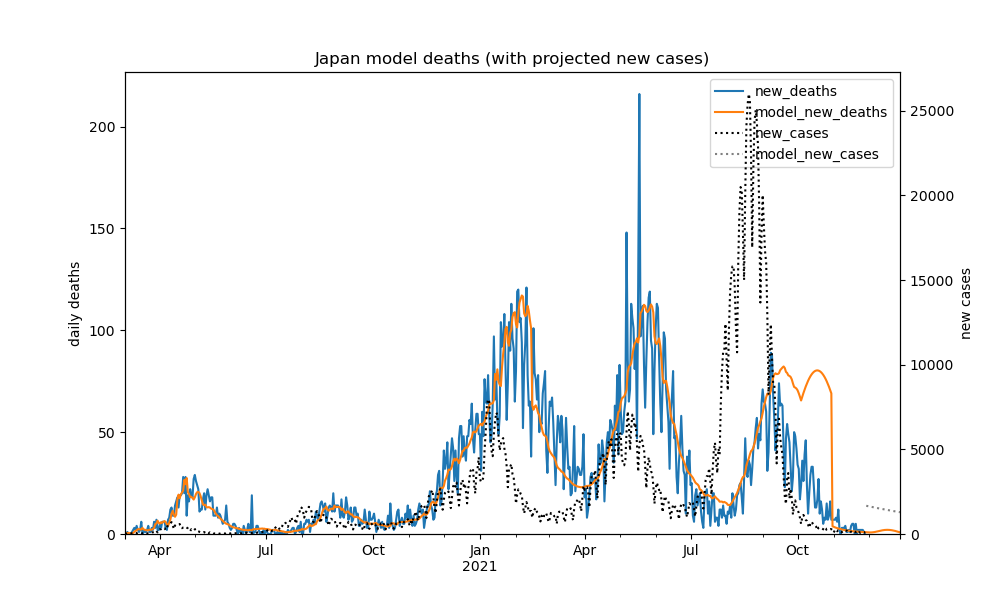 Japan model deaths (with projected new cases)
new_deaths
model_new_deaths
new_cases
model_new_cases
200
150
100
50
0
daily deaths
25000
20000
15000
10000
5000
0
new cases
Apr
Jul
Oct
Jan
2021
Apr
Jul
Oct